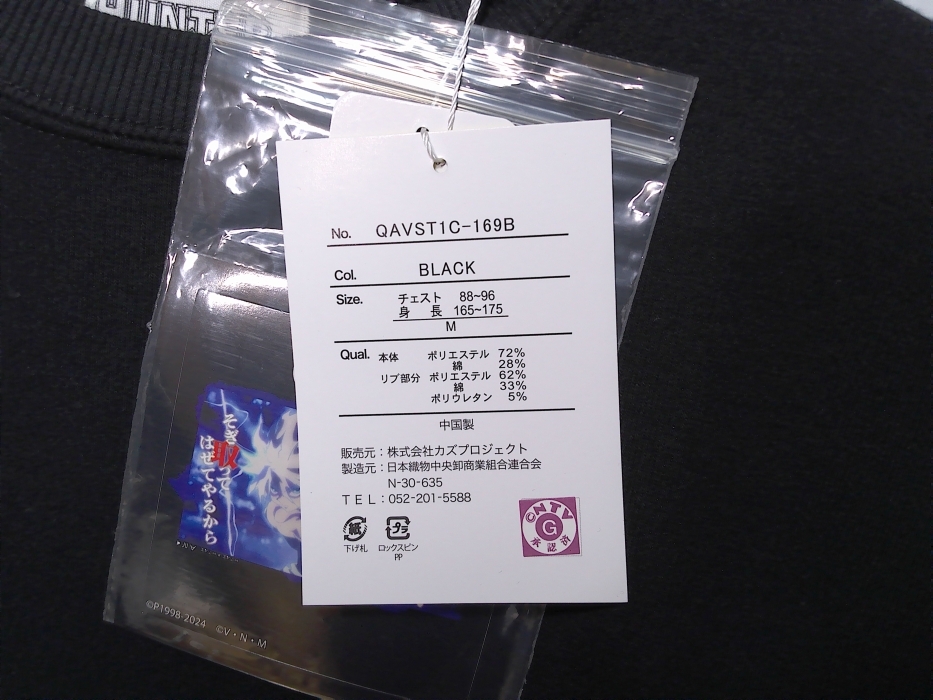 HUNTER
No. QAVST1C-169B
Col. BLACK
Size. チェスト 88~96
身 長 165~175
M
Qual. 本体 ポリエステル 72%
綿 28%
リブ部分 ポリエステル 62%
綿 33%
ポリウレタン 5%
中国製
販売元：株式会社カズプロジェクト
製造元：日本織物中央卸商業組合連合会
N-30-635
TEL：052-201-5588
紙
下げ札
プラ
ロックスピン
PP
©NTV
G
承認済
そぎ取って
はぜてやるから
©P1998-2024 ©V・N・M